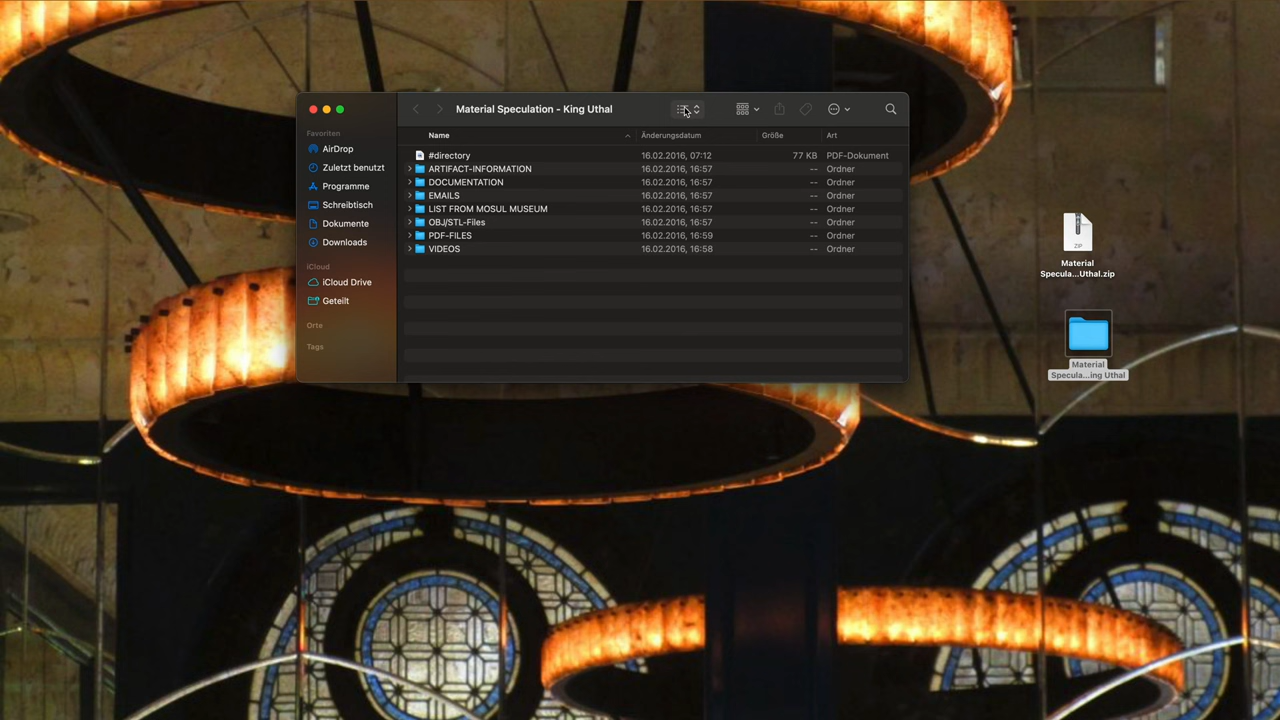 Material Speculation - King Uthal
Favoriten
AirDrop
Zuletzt benutzt
Programme
Schreibtisch
Dokumente
Downloads
iCloud
iCloud Drive
Geteilt
Orte
Tags
Name Änderungsdatum Größe Art
#directory 16.02.2016, 07:12 77 KB PDF-Dokument
ARTIFACT-INFORMATION 16.02.2016, 16:57 -- Ordner
DOCUMENTATION 16.02.2016, 16:57 -- Ordner
EMAILS 16.02.2016, 16:57 -- Ordner
LIST FROM MOSUL MUSEUM 16.02.2016, 16:57 -- Ordner
OBJ/STL-Files 16.02.2016, 16:57 -- Ordner
PDF-FILES 16.02.2016, 16:59 -- Ordner
VIDEOS 16.02.2016, 16:58 -- Ordner
ZIP
Material
Specula...Uthal.zip
Material
Specula...ing Uthal